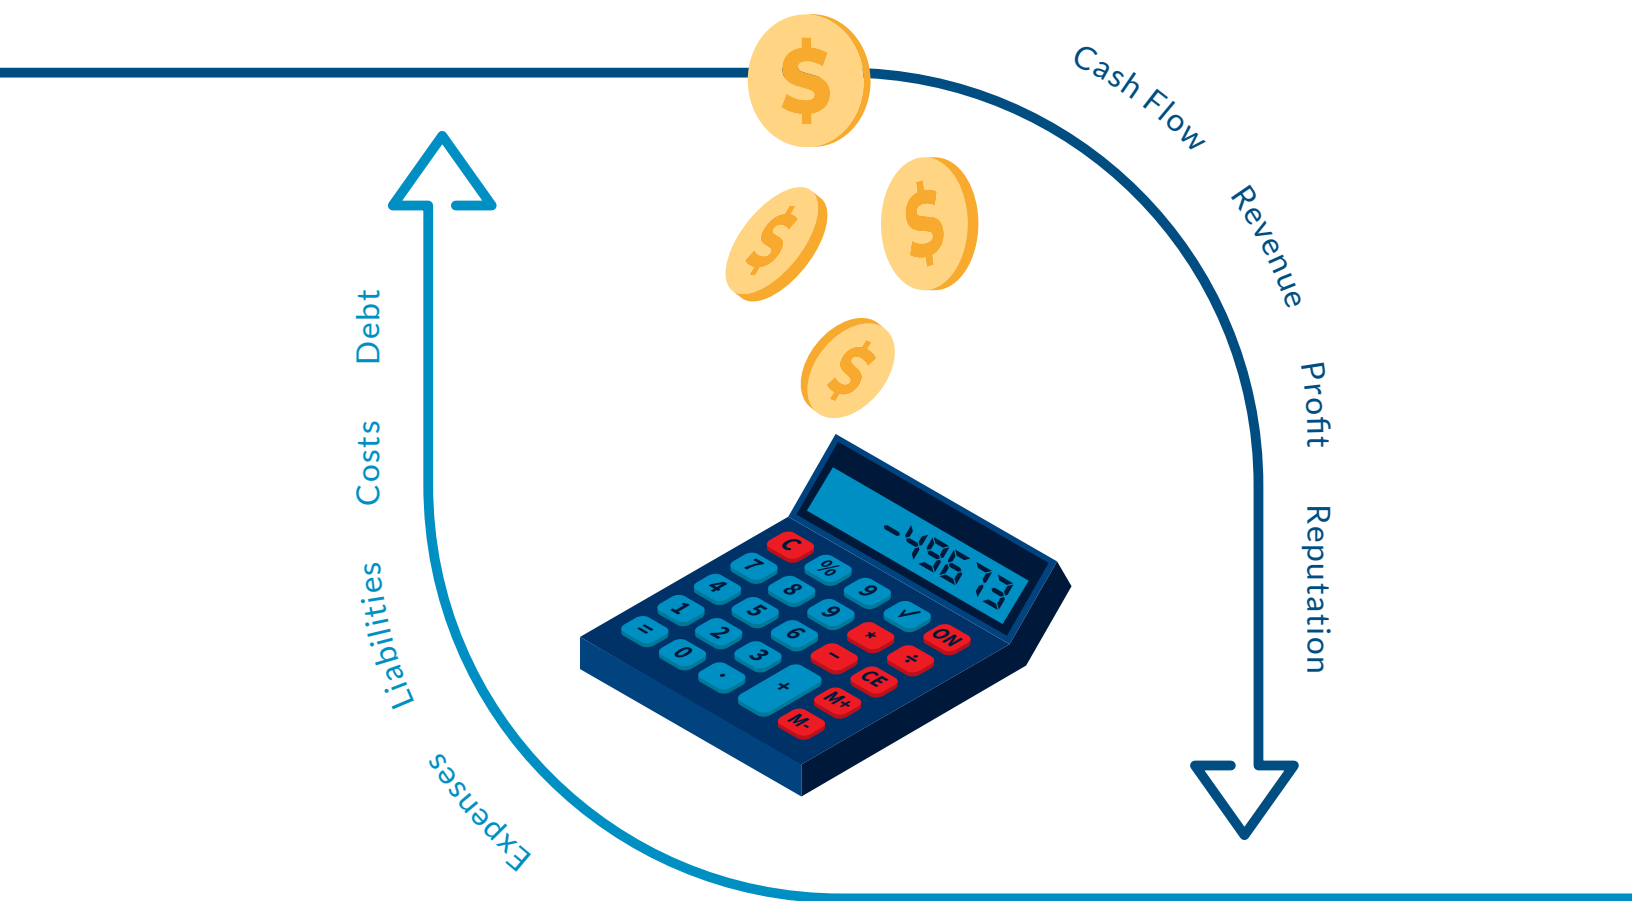 $
Cash Flow
$
$
Revenue
$
Profit
Reputation
Debt
Costs
Liabilities
Expenses
-49673
C
% 9 √ ON
7 8 9 * ÷
4 5 6 - CE
1 2 3 + M+
= 0 . M-